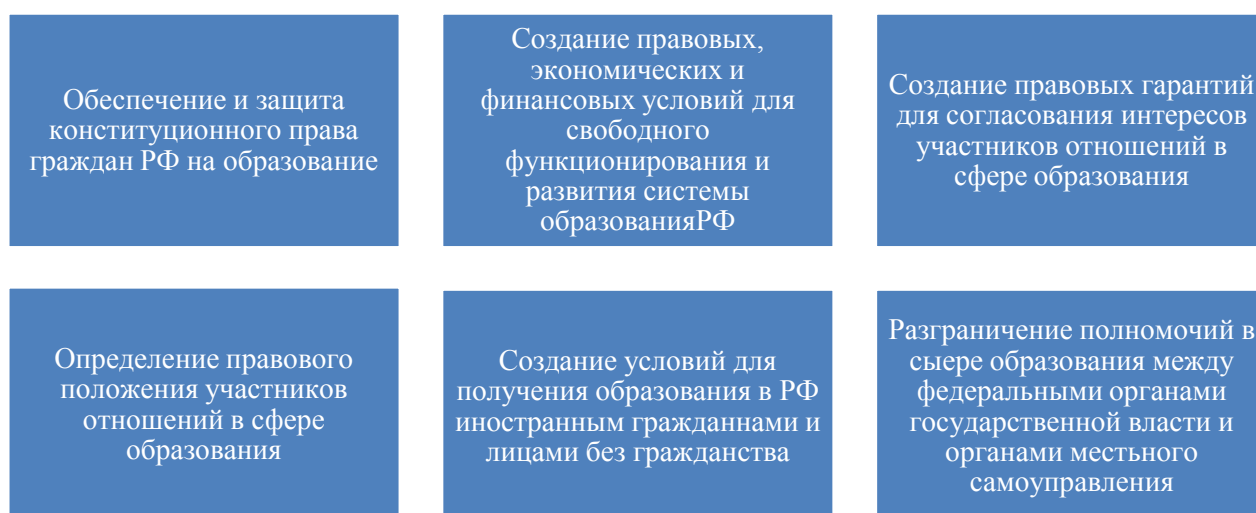 Обеспечение и защита
конституционного права
граждан РФ на образование
Создание правовых,
экономических и
финансовых условий для
свободного
функционирования и
развития системы
образованияРФ
Создание правовых гарантий
для согласования интересов
участников отношений в
сфере образования
Определение правового
положения участников
отношений в сфере
образования
Создание условий для
получения образования в РФ
иностранным гражданнами и
лицами без гражданства
Разграничение полномочий в
сыере образования между
федеральными органами
государственной власти и
органами местьного
самоуправления